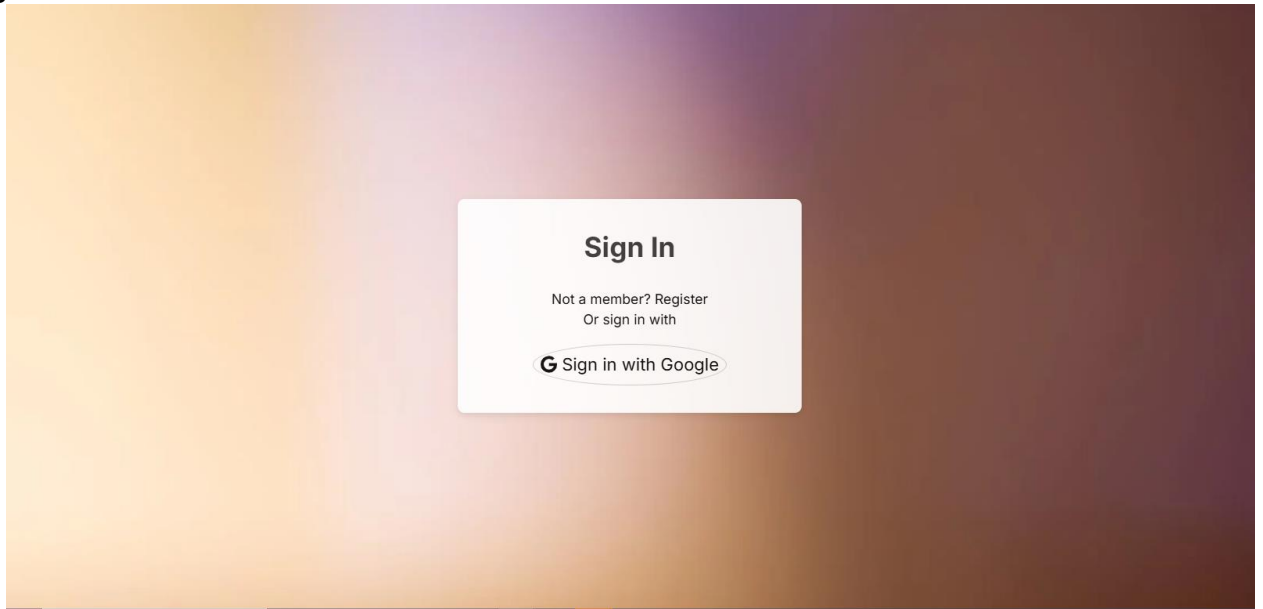 Sign In
Not a member? Register
Or sign in with
Sign in with Google